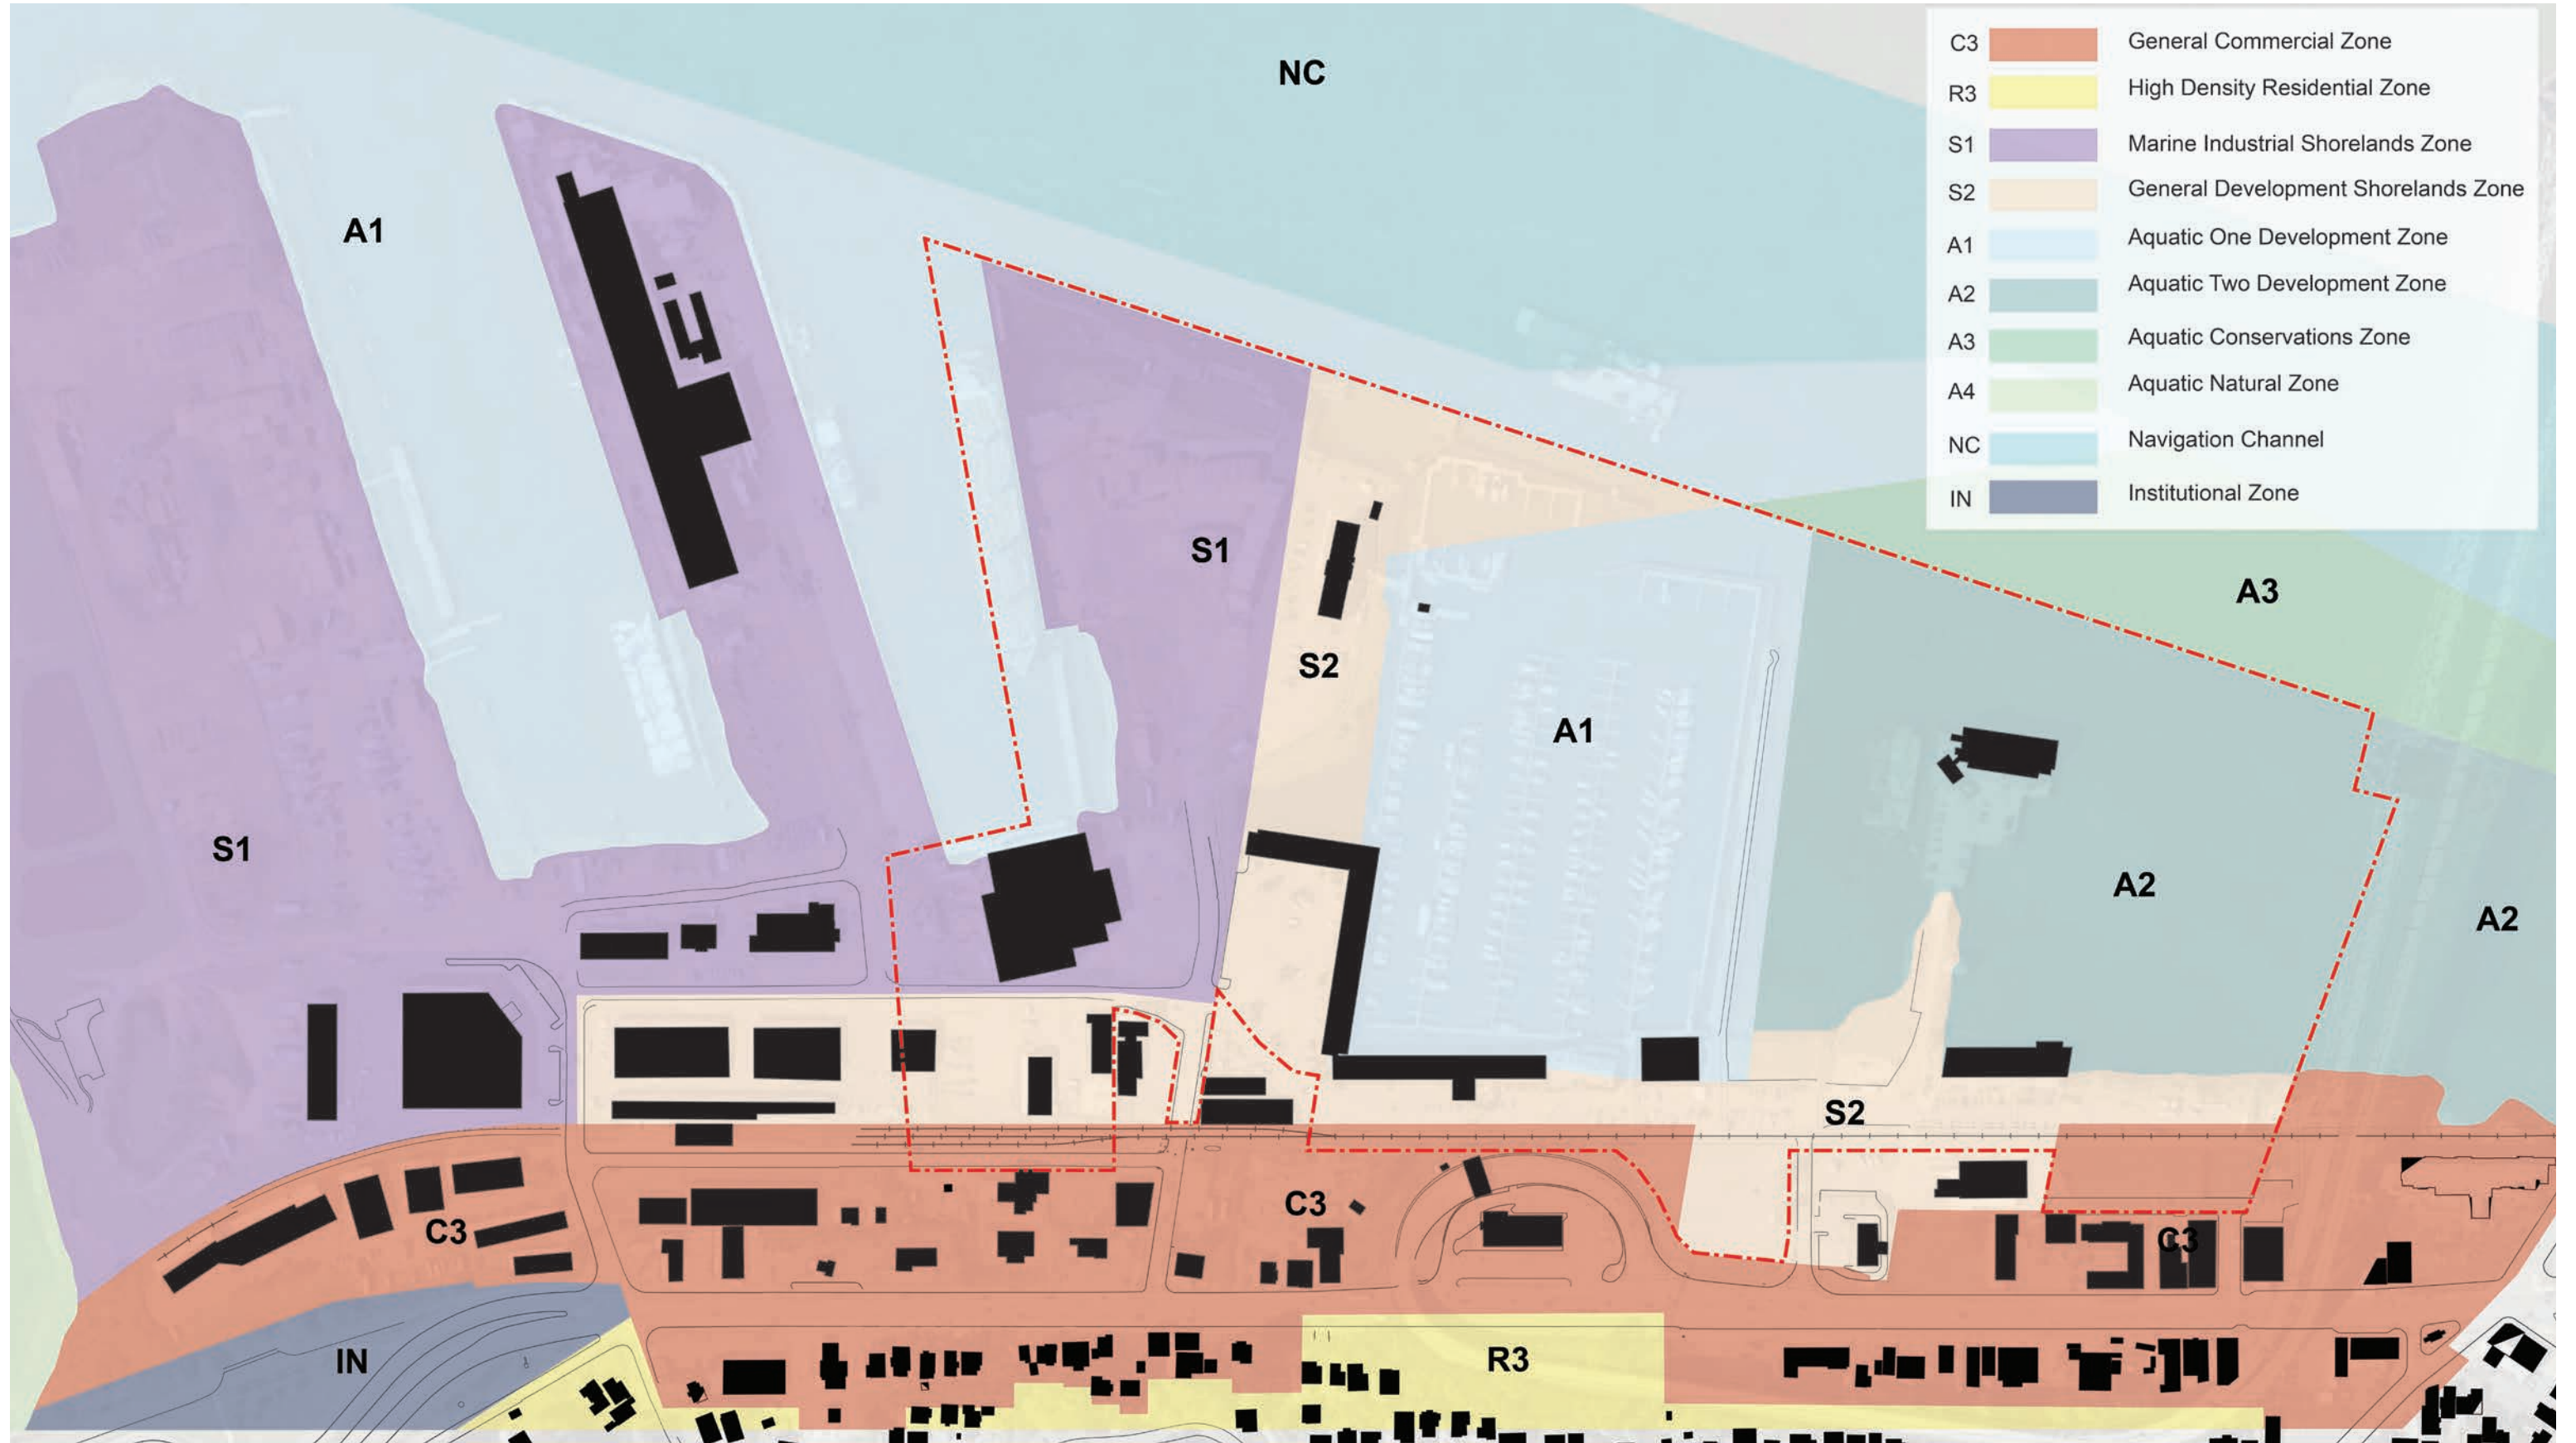 NC
C3 General Commercial Zone
R3 High Density Residential Zone
S1 Marine Industrial Shorelands Zone
S2 General Development Shorelands Zone
A1 Aquatic One Development Zone
A2 Aquatic Two Development Zone
A3 Aquatic Conservations Zone
A4 Aquatic Natural Zone
NC Navigation Channel
IN Institutional Zone
A1
S1
A3
S2
A1
S1
A2
A2
S2
C3
C3
C3
IN
R3